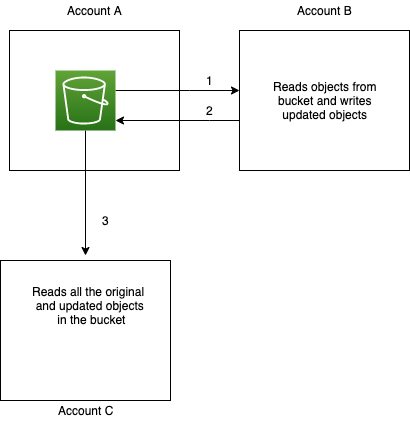 Account A
Account B
1
Reads objects from
bucket and writes
updated objects
2
3
Reads all the original
and updated objects
in the bucket
Account C